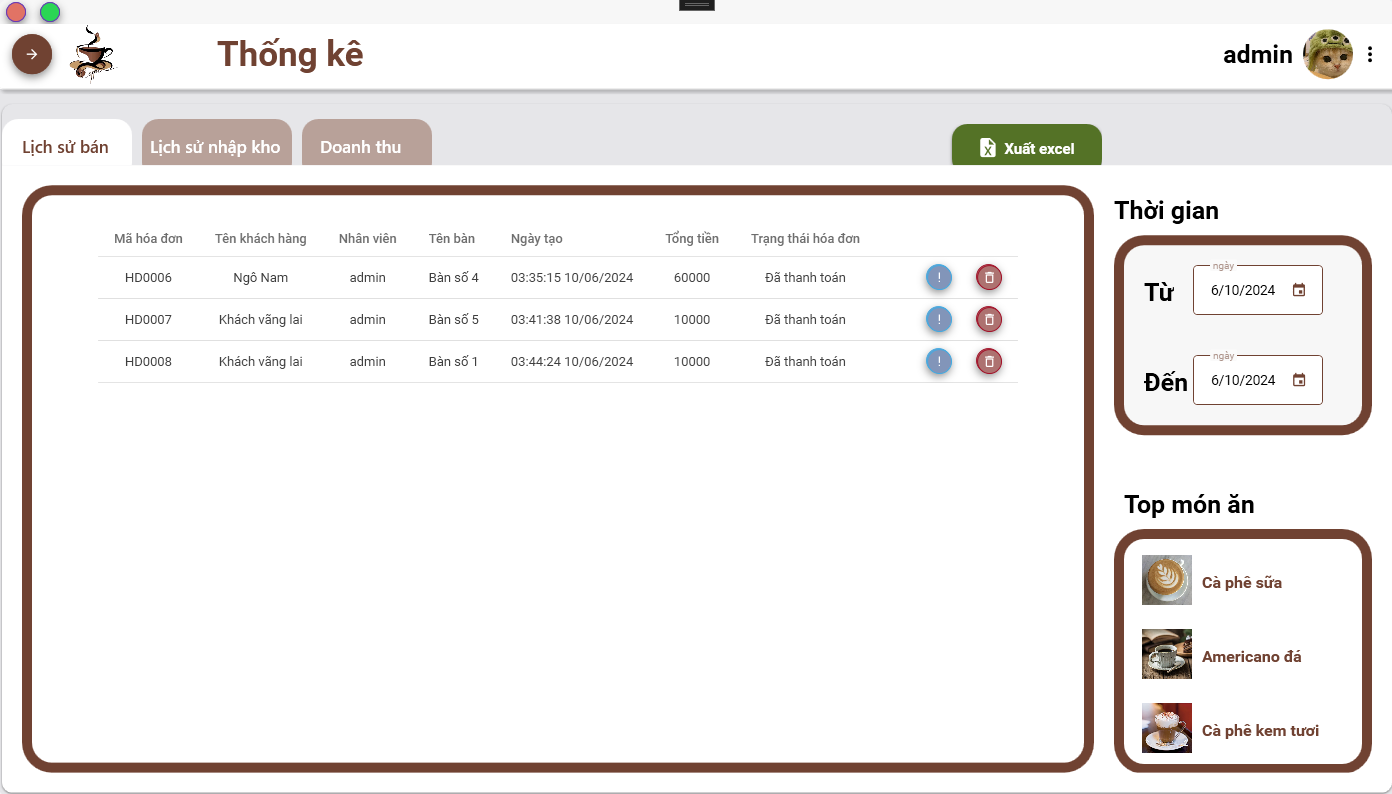 Thống kê
admin
Lịch sử bán
Lịch sử nhập kho
Doanh thu
Xuất excel
Mã hóa đơn Tên khách hàng Nhân viên Tên bàn Ngày tạo Tổng tiền Trạng thái hóa đơn
HD0006 Ngô Nam admin Bàn số 4 03:35:15 10/06/2024 60000 Đã thanh toán
HD0007 Khách vãng lai admin Bàn số 5 03:41:38 10/06/2024 10000 Đã thanh toán
HD0008 Khách vãng lai admin Bàn số 1 03:44:24 10/06/2024 10000 Đã thanh toán
Thời gian
ngày
Từ 6/10/2024
ngày
Đến 6/10/2024
Top món ăn
Cà phê sữa
Americano đá
Cà phê kem tươi